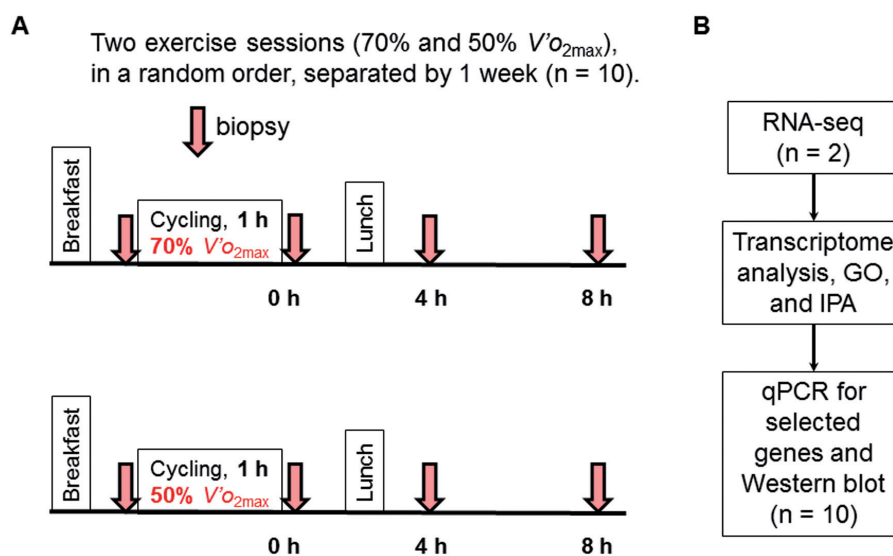 A
Two exercise sessions (70% and 50% V'o2max),
in a random order, separated by 1 week (n = 10).
biopsy
Breakfast
Cycling, 1 h
70% V'o2max
Lunch
0 h
4 h
8 h
Breakfast
Cycling, 1 h
50% V'o2max
Lunch
0 h
4 h
8 h
B
RNA-seq
(n = 2)
Transcriptome
analysis, GO,
and IPA
qPCR for
selected
genes and
Western blot
(n = 10)